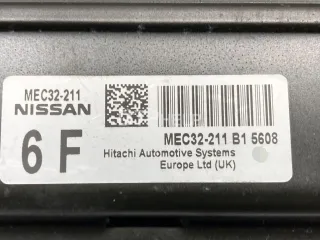 MEC32-211
NISSAN
6 F
MEC32-211 B1 5608
Hitachi Automotive Systems
Europe Ltd (UK)